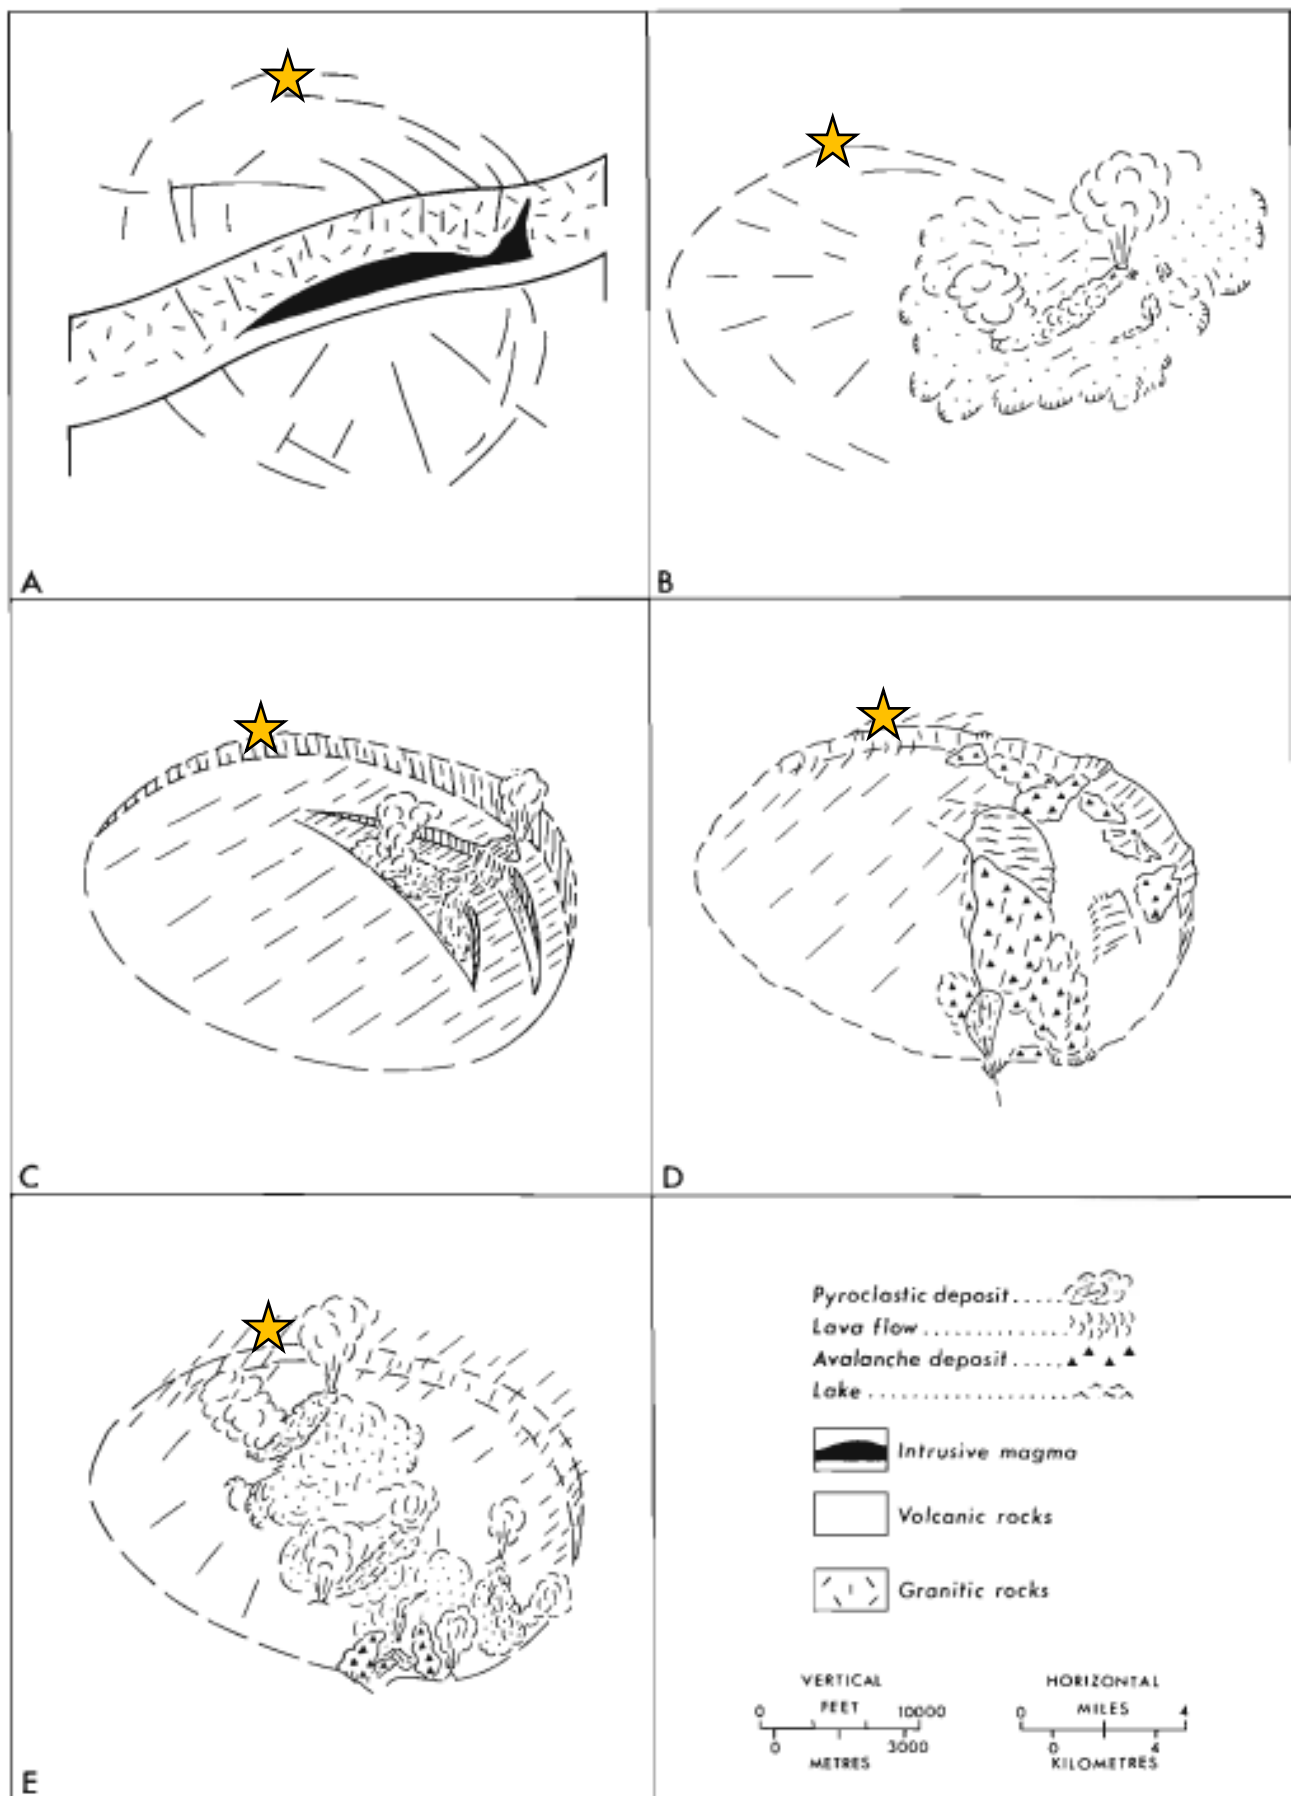 A
B
C
D
E
Pyroclastic deposit.....
Lava flow ..................
Avalanche deposit.....
Lake ........................
Intrusive magma
Volcanic rocks
Granitic rocks
VERTICAL
FEET
0 10000
0 3000
METRES
HORIZONTAL
MILES
0 4
0 4
KILOMETRES